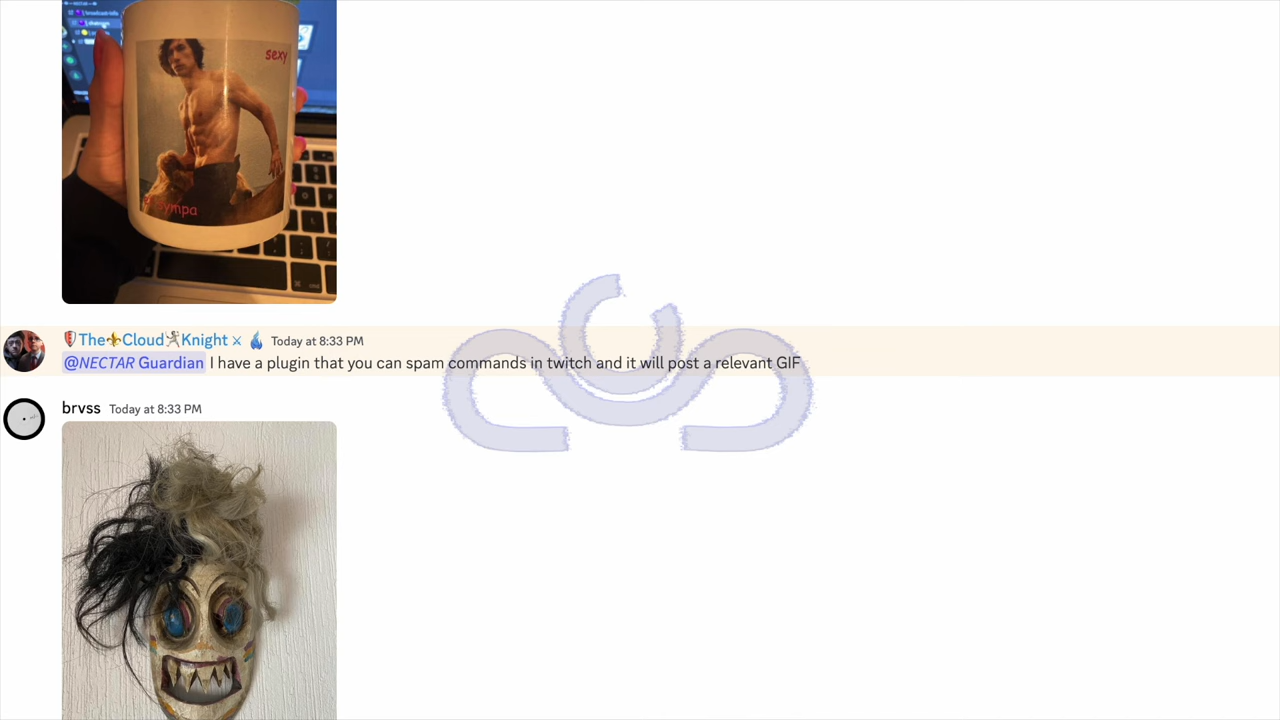 sexy
sympa
🛡️The⚜️Cloud🤺Knight ⚔ Today at 8:33 PM
@NECTAR Guardian I have a plugin that you can spam commands in twitch and it will post a relevant GIF
brvss Today at 8:33 PM